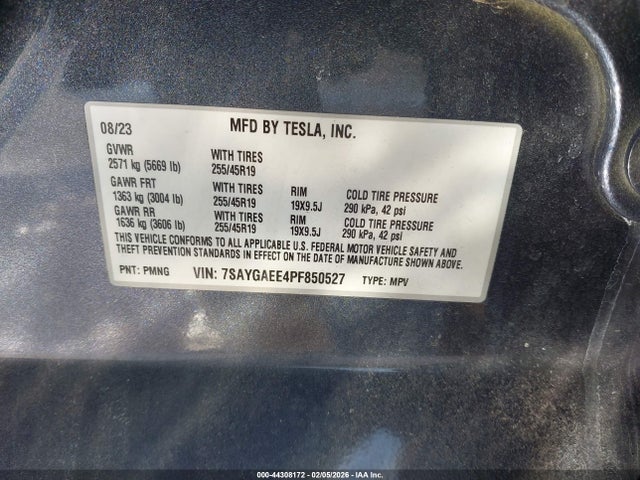 08/23 MFD BY TESLA, INC.
GVWR
2571 kg (5669 lb) WITH TIRES 255/45R19
GAWR FRT
1363 kg (3004 lb) WITH TIRES 255/45R19 RIM 19X9.5J COLD TIRE PRESSURE 290 kPa, 42 psi
GAWR RR
1636 kg (3606 lb) WITH TIRES 255/45R19 RIM 19X9.5J COLD TIRE PRESSURE 290 kPa, 42 psi
THIS VEHICLE CONFORMS TO ALL APPLICABLE U.S. FEDERAL MOTOR VEHICLE SAFETY AND
THEFT PREVENTION STANDARDS IN EFFECT ON THE DATE OF MANUFACTURE SHOWN ABOVE.
PNT: PMNG VIN: 7SAYGAEE4PF850527 TYPE: MPV
000-44308172 - 02/05/2026 - IAA Inc.